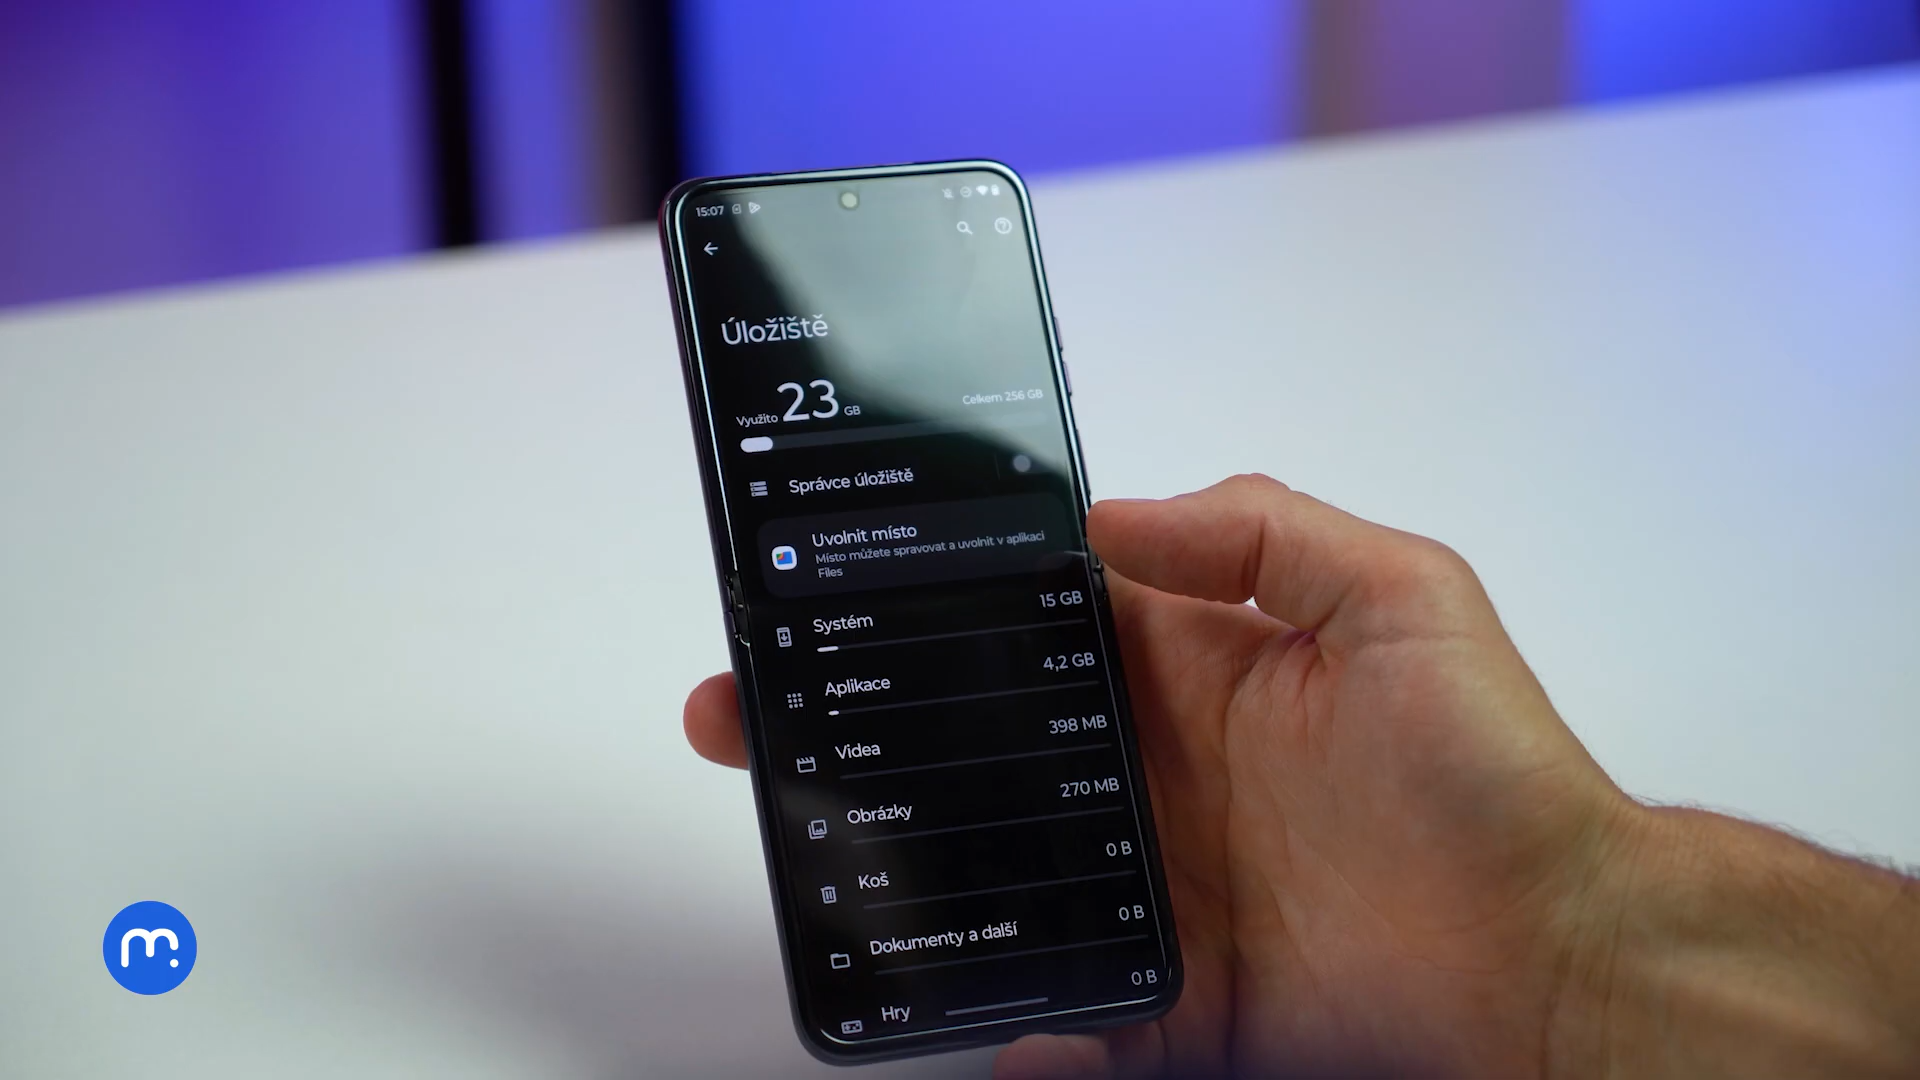 15:07
Úložiště
Využito 23 GB
Celkem 256 GB
Správce úložiště
Uvolnit místo
Místo můžete spravovat a uvolnit v aplikaci
Files
Systém 15 GB
Aplikace 4,2 GB
Videa 398 MB
Obrázky 270 MB
Koš 0 B
Dokumenty a další 0 B
Hry 0 B
m.